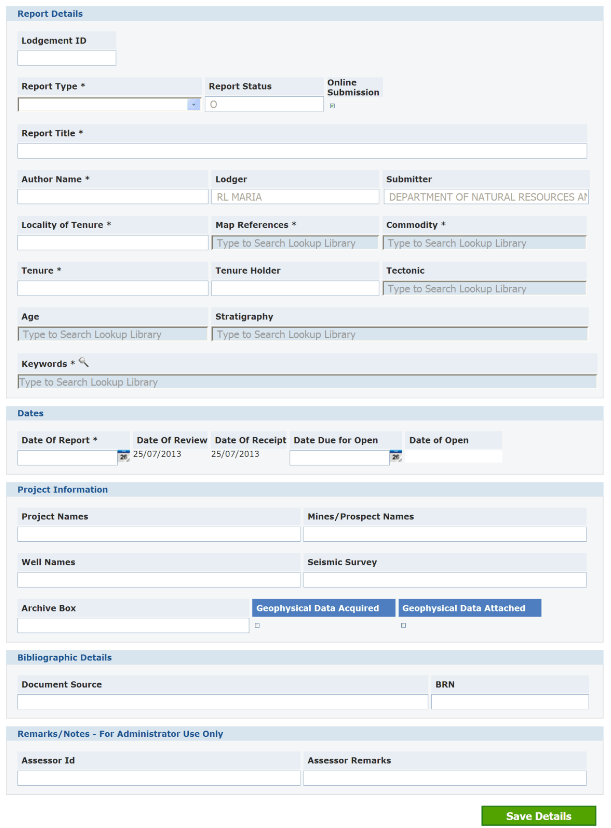 Report Details
Lodgement ID
Report Type * Report Status Online Submission
O
Report Title *
Author Name * Lodger Submitter
RL MARIA DEPARTMENT OF NATURAL RESOURCES AN
Locality of Tenure * Map References * Commodity *
Type to Search Lookup Library Type to Search Lookup Library
Tenure * Tenure Holder Tectonic
Type to Search Lookup Library
Age Stratigraphy
Type to Search Lookup Library Type to Search Lookup Library
Keywords *
Type to Search Lookup Library
Dates
Date Of Report * Date Of Review Date Of Receipt Date Due for Open Date of Open
26 25/07/2013 25/07/2013 26
Project Information
Project Names Mines/Prospect Names
Well Names Seismic Survey
Archive Box Geophysical Data Acquired Geophysical Data Attached
Bibliographic Details
Document Source BRN
Remarks/Notes - For Administrator Use Only
Assessor Id Assessor Remarks
Save Details